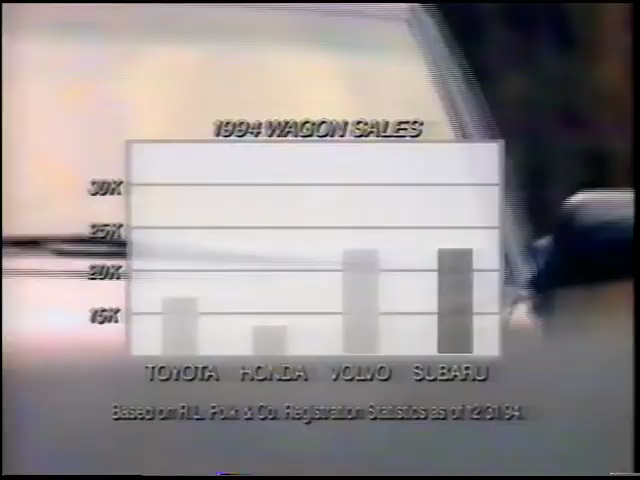 1994 WAGON SALES
30K
25K
20K
15K
TOYOTA HONDA VOLVO SUBARU
Based on R.L. Polk & Co. Registration Statistics as of 12.31.94.